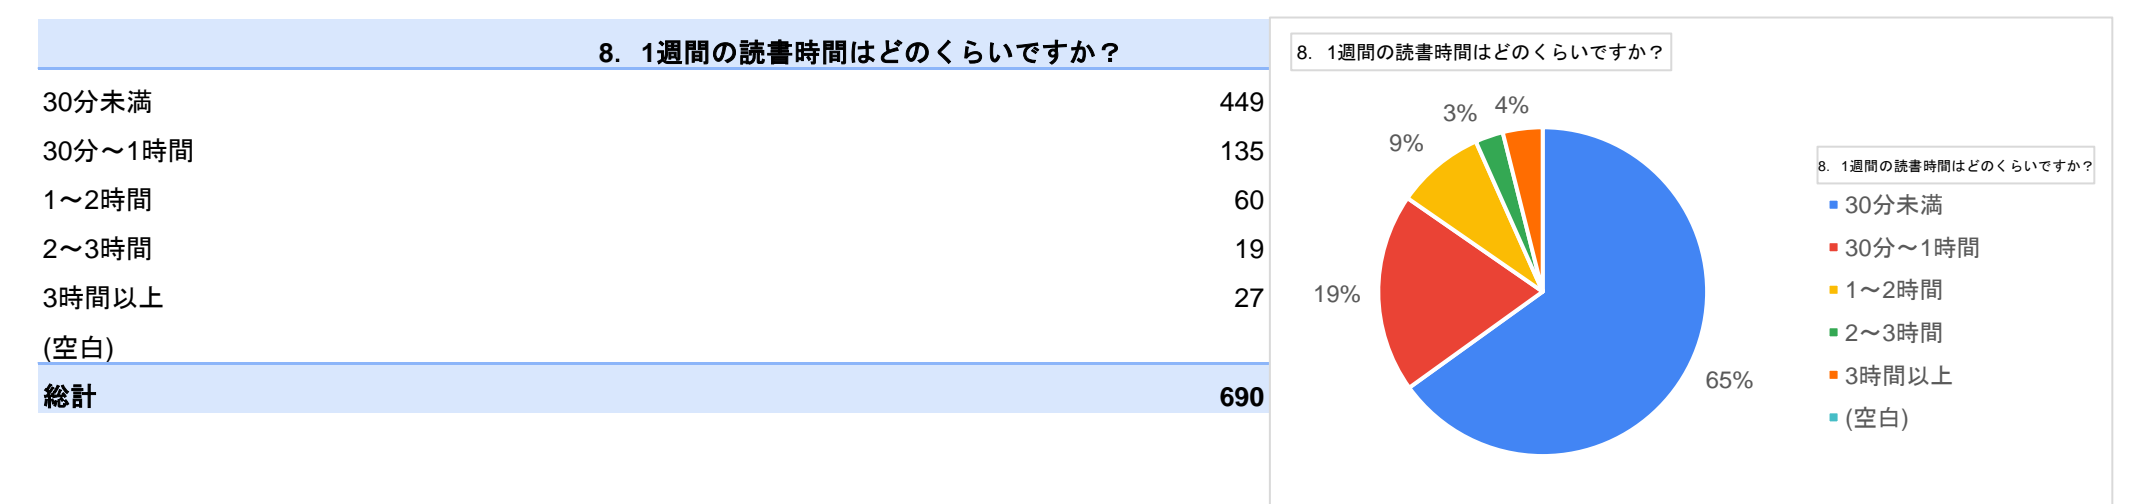 8. 1週間の読書時間はどのくらいですか？
30分未満 449
30分～1時間 135
1～2時間 60
2～3時間 19
3時間以上 27
(空白)
総計 690
8. 1週間の読書時間はどのくらいですか？
3% 4%
9%
19%
65%
8. 1週間の読書時間はどのくらいですか？
30分未満
30分～1時間
1～2時間
2～3時間
3時間以上
(空白)